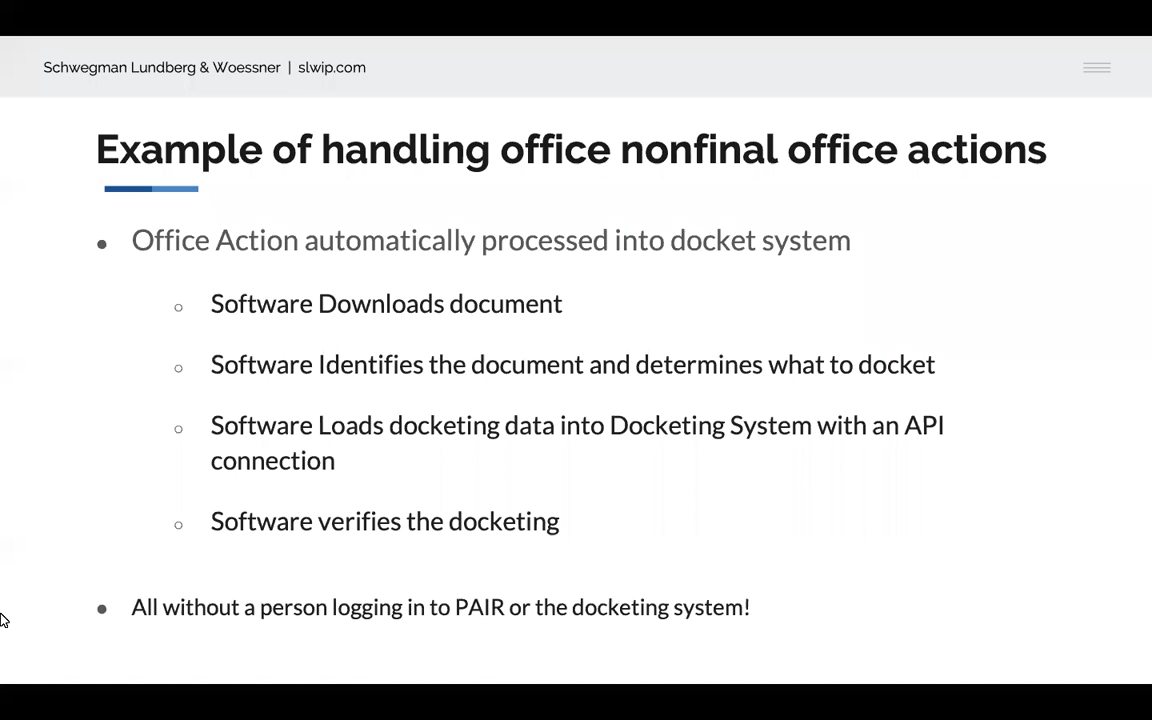 Schwegman Lundberg & Woessner | slwip.com
Example of handling office nonfinal office actions
● Office Action automatically processed into docket system
○ Software Downloads document
○ Software Identifies the document and determines what to docket
○ Software Loads docketing data into Docketing System with an API
connection
○ Software verifies the docketing
● All without a person logging in to PAIR or the docketing system!